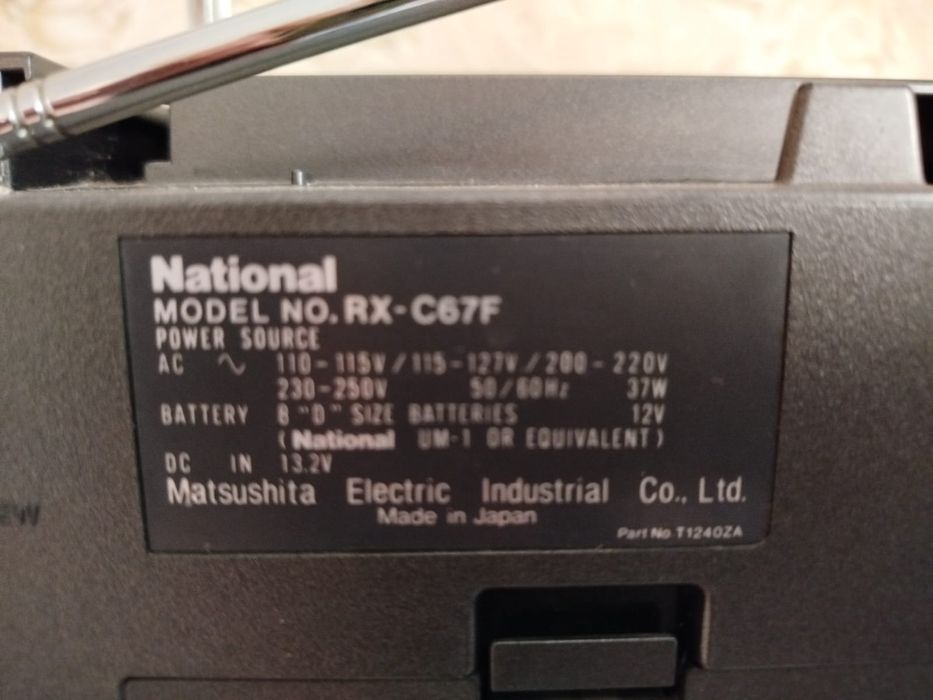 National
MODEL NO. RX-C67F
POWER SOURCE
AC ~ 110-115V/115-127V/200-220V
230-250V 50/60Hz 37W
BATTERY 8 "D" SIZE BATTERIES 12V
(National UM-1 OR EQUIVALENT)
DC IN 13.2V
Matsushita Electric Industrial Co., Ltd.
Made in Japan
Part No T1240ZA